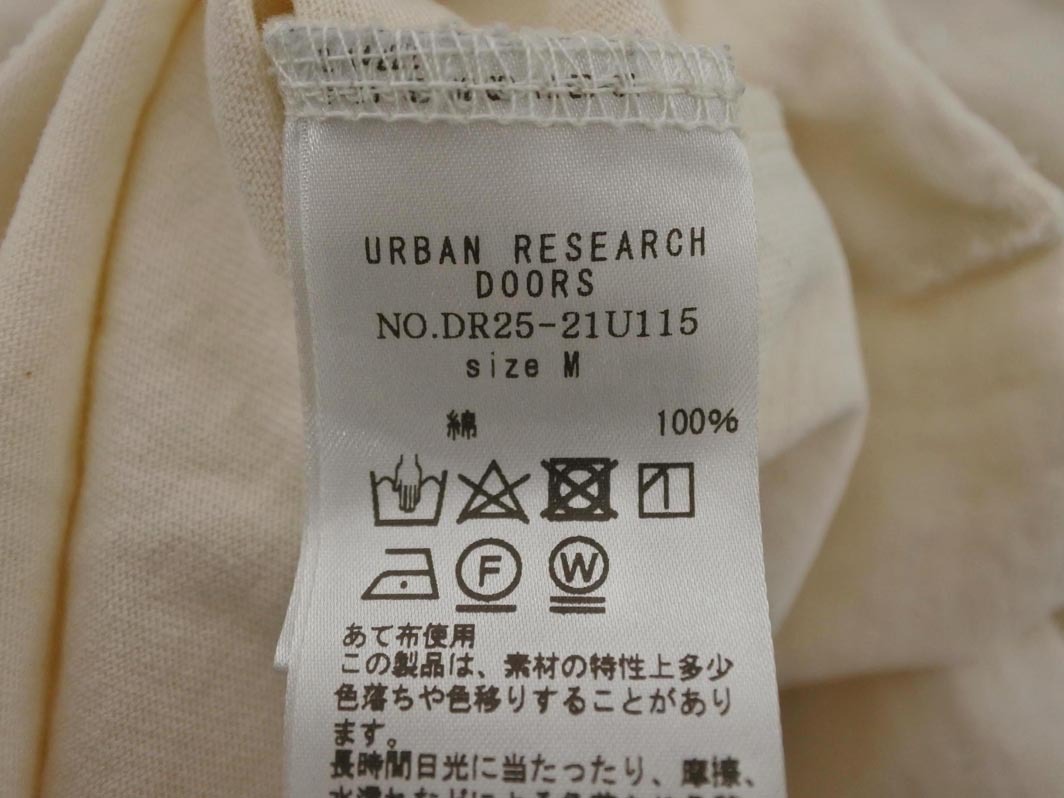 URBAN RESEARCH
DOORS
NO.DR25-21U115
size M
綿 100%
F W
あて布使用
この製品は、素材の特性上多少
色落ちや色移りすることがあり
ます。
長時間日光に当たったり、摩擦、